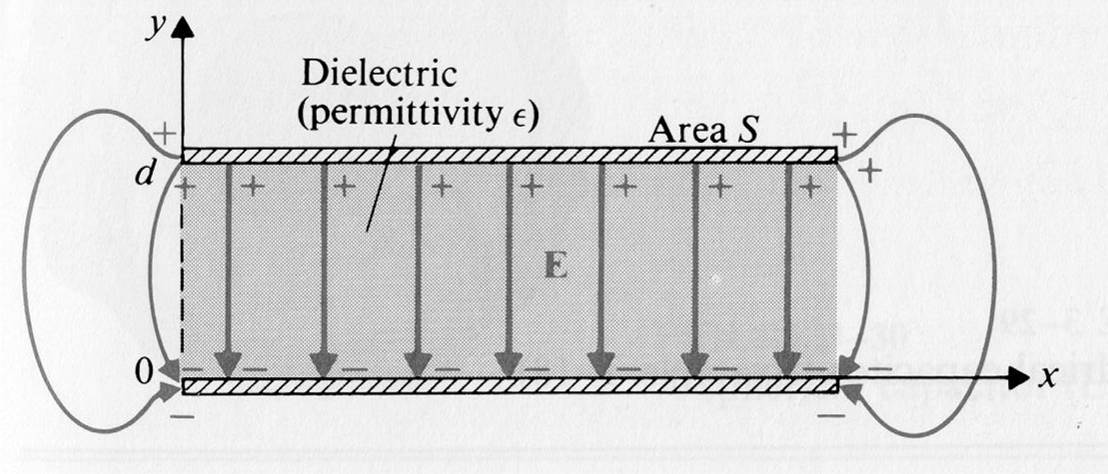 y
Dielectric
(permittivity ϵ)
Area S
+ +
d
+ + + + + + + + +
E
0
− − − − − − − − −
x
− −